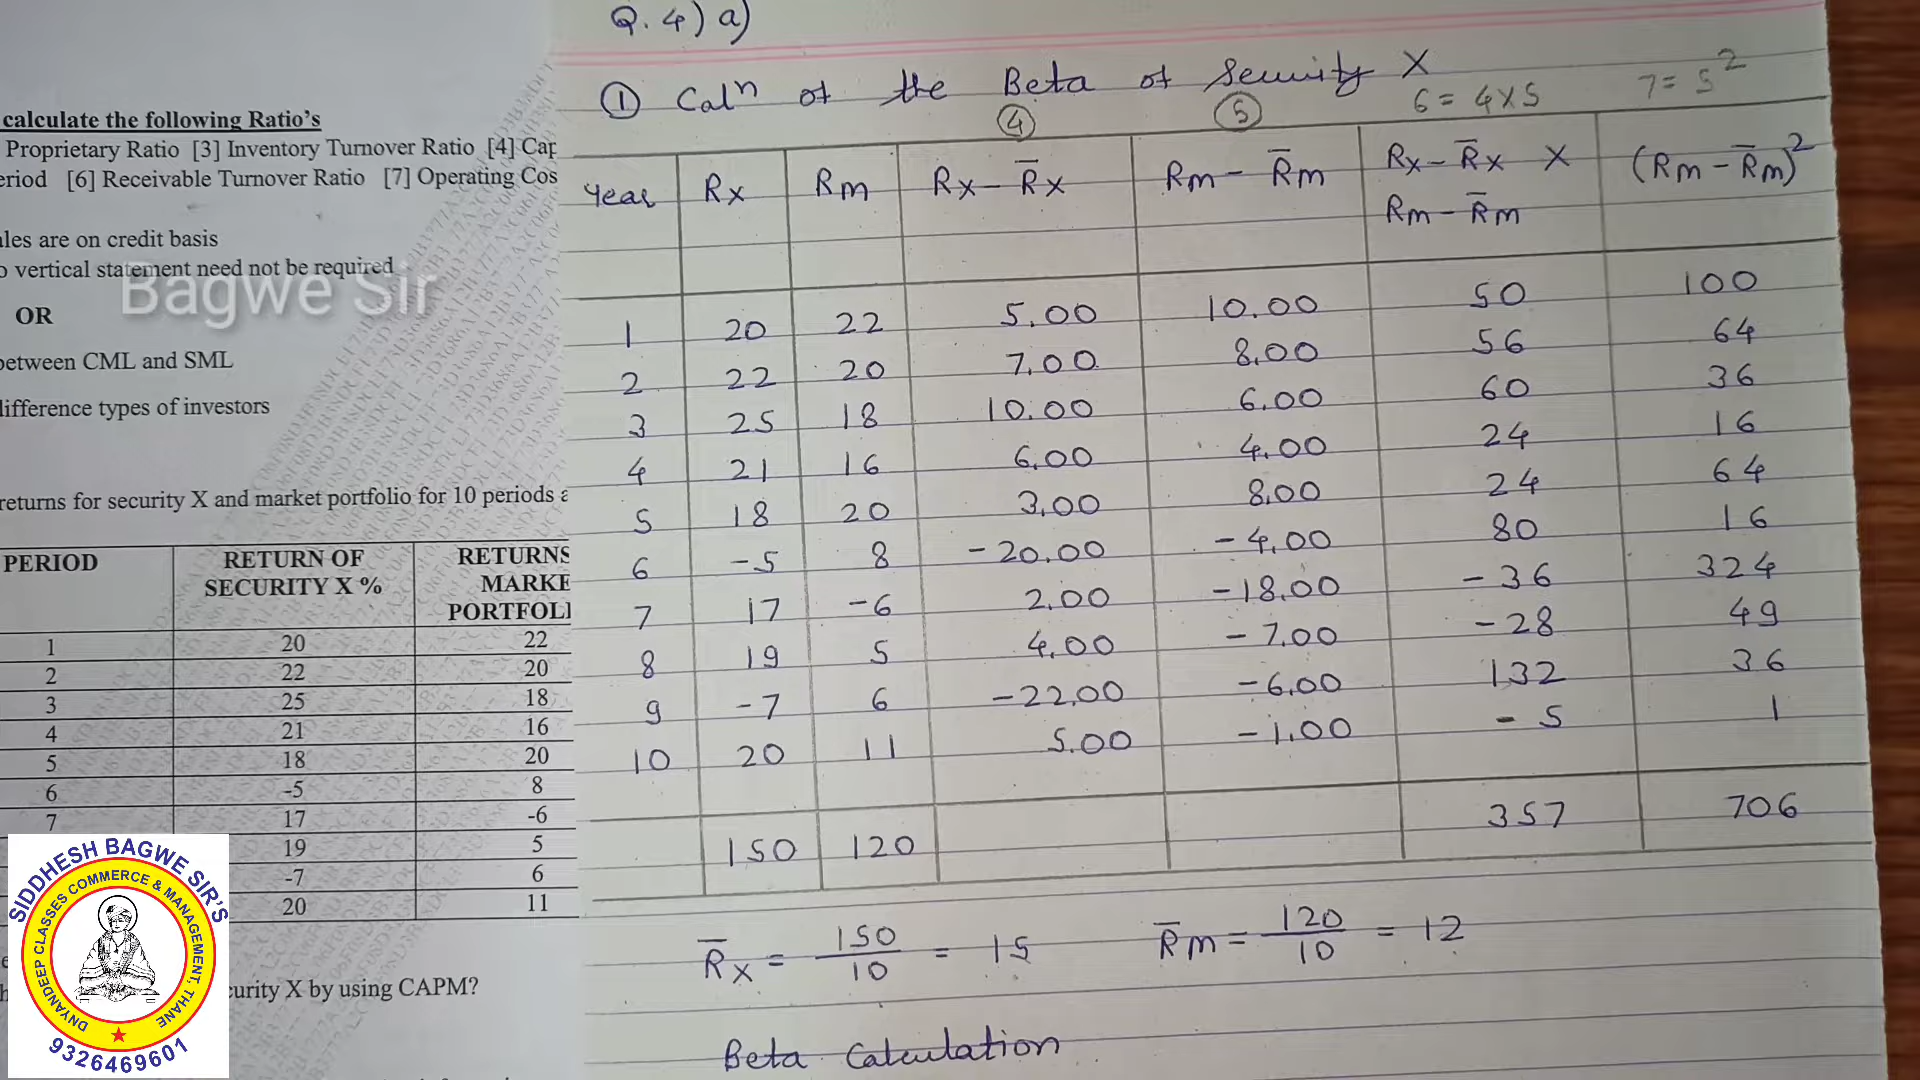 Q. 4) a)
① Calⁿ of the Beta of Security X
④ ⑤ 6 = 4 X 5 7 = 5²
Year Rx Rm Rx – R̅x Rm – R̅m Rx – R̅x X (Rm – R̅m)²
Rm – R̅m
1 20 22 5.00 10.00 50 100
2 22 20 7.00 8.00 56 64
3 25 18 10.00 6.00 60 36
4 21 16 6.00 4.00 24 16
5 18 20 3.00 8.00 24 64
6 -5 8 -20.00 -4.00 80 16
7 17 -6 2.00 -18.00 -36 324
8 19 5 4.00 -7.00 -28 49
9 -7 6 -22.00 -6.00 132 36
10 20 11 5.00 -1.00 -5 1
150 120 357 706
R̅x = 150/10 = 15 R̅m = 120/10 = 12
Beta Calculation
calculate the following Ratio's
Proprietary Ratio [3] Inventory Turnover Ratio [4] Cap
eriod [6] Receivable Turnover Ratio [7] Operating Cos
ales are on credit basis
o vertical statement need not be required
Bagwe Sir
OR
between CML and SML
difference types of investors
returns for security X and market portfolio for 10 periods a
PERIOD RETURN OF RETURNS
SECURITY X % MARKE
PORTFOLI
1 20 22
2 22 20
3 25 18
4 21 16
5 18 20
6 -5 8
7 17 -6
19 5
-7 6
20 11
curity X by using CAPM?
SIDDHESH BAGWE SIR'S
DNYANDEEP CLASSES COMMERCE & MANAGEMENT, THANE
9326469601